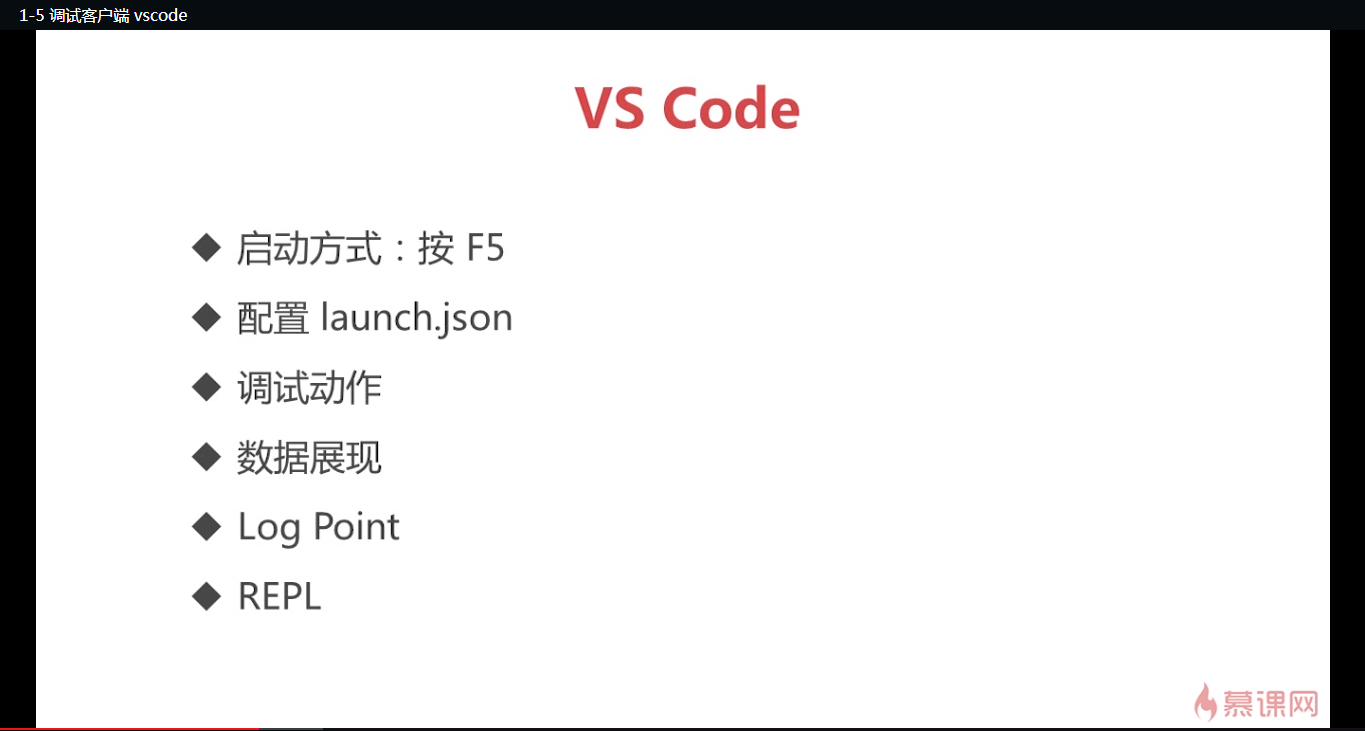 1-5 调试客户端 vscode
VS Code
◆ 启动方式：按 F5
◆ 配置 launch.json
◆ 调试动作
◆ 数据展现
◆ Log Point
◆ REPL
慕课网